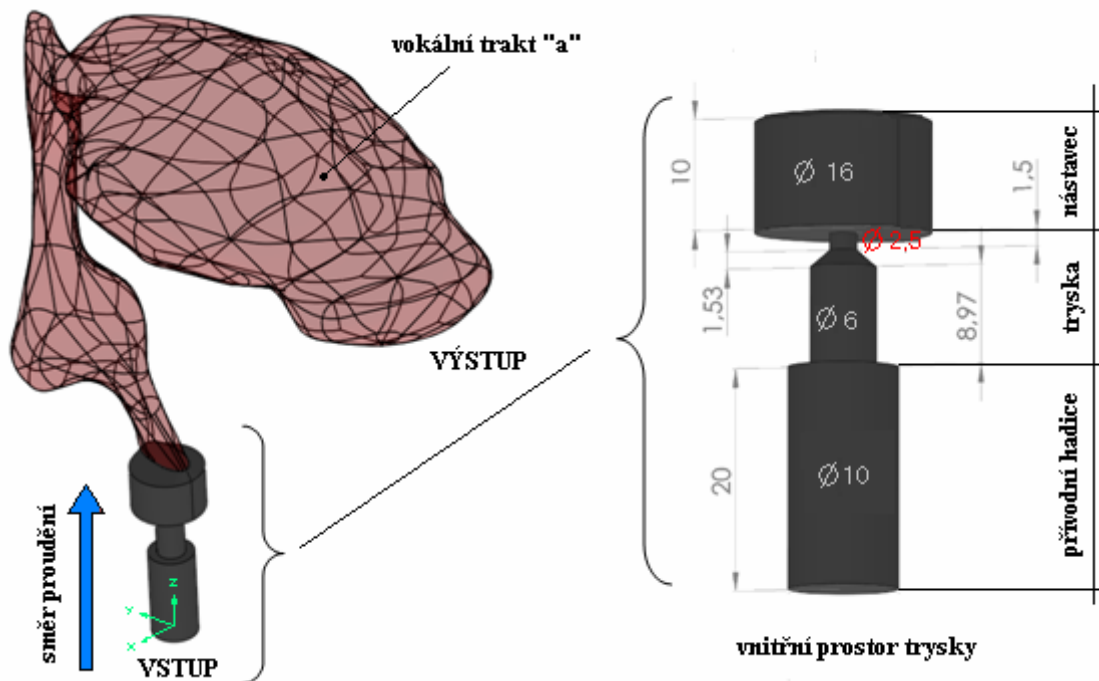 vokální trakt "a"
VÝSTUP
směr proudění
z
Y
X
VSTUP
10
Ø 16
1,5
nástavec
Ø 2,5
1,53
Ø 6
8,97
tryska
20
Ø10
přívodní hadice
vnitřní prostor trysky